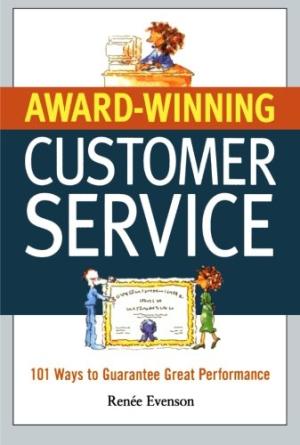 AWARD-WINNING
CUSTOMER
SERVICE
101 Ways to Guarantee Great Performance
Renée Evenson